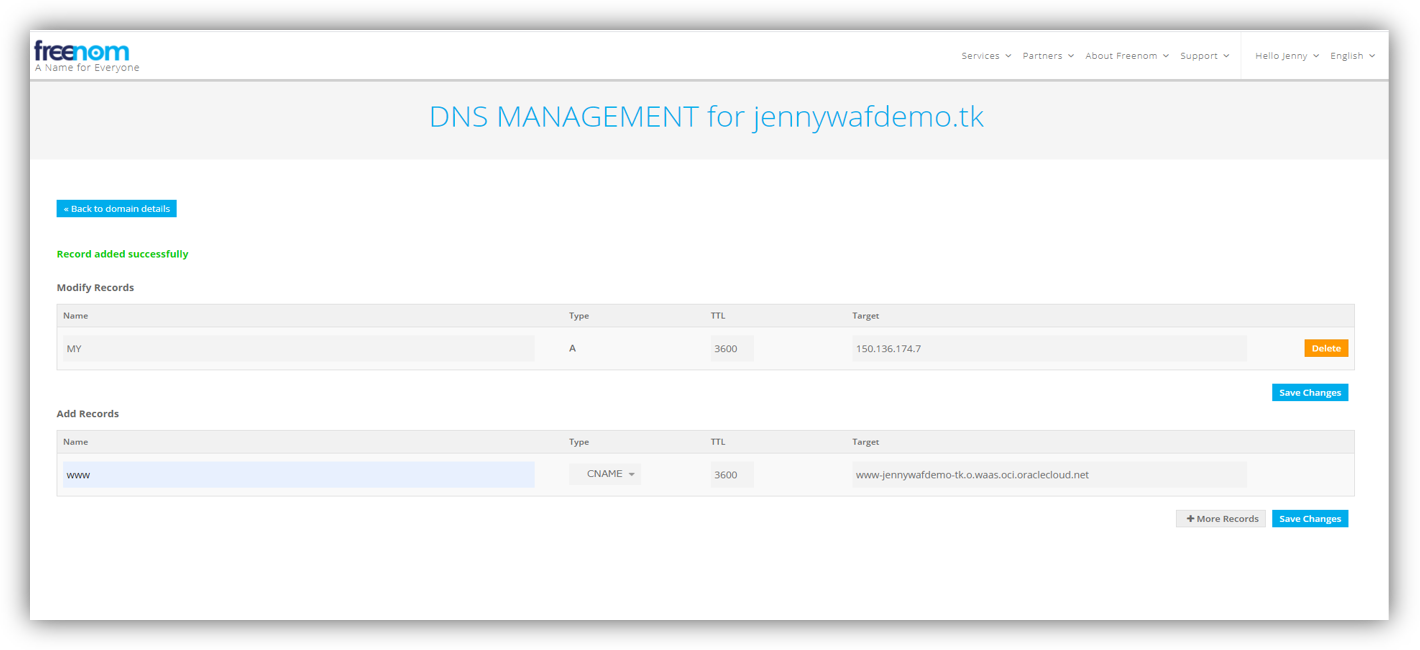 freenom
A Name for Everyone
Services Partners About Freenom Support Hello Jenny English
DNS MANAGEMENT for jennywafdemo.tk
« Back to domain details
Record added successfully
Modify Records
Name Type TTL Target
MY A 3600 150.136.174.7 Delete
Save Changes
Add Records
Name Type TTL Target
www CNAME 3600 www-jennywafdemo-tk.o.waas.oci.oraclecloud.net
+ More Records Save Changes